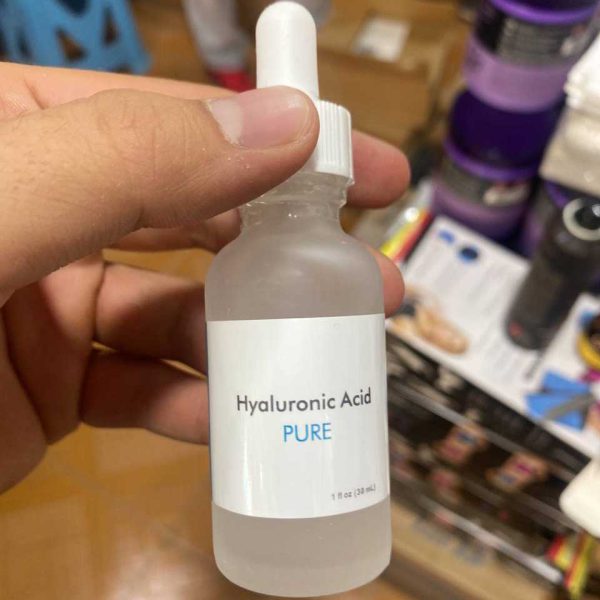 Hyaluronic Acid
PURE
1 fl oz (30 mL)